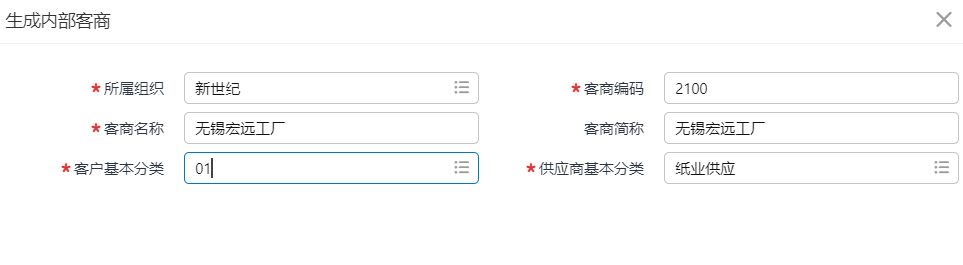 生成内部客商
* 所属组织 新世纪 * 客商编码 2100
* 客商名称 无锡宏远工厂 客商简称 无锡宏远工厂
* 客户基本分类 01 * 供应商基本分类 纸业供应